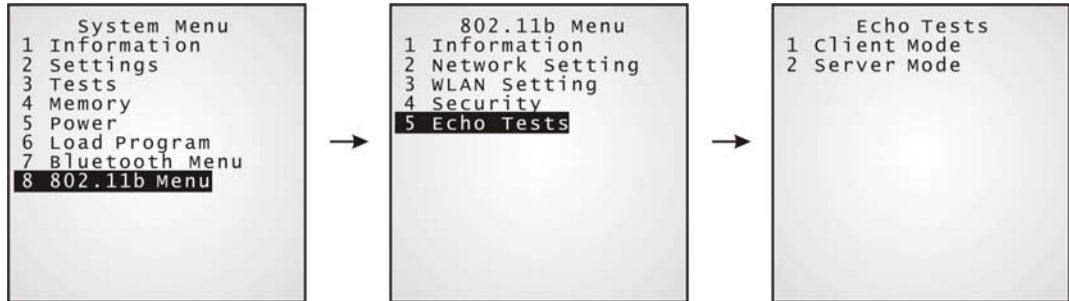 System Menu
1 Information
2 Settings
3 Tests
4 Memory
5 Power
6 Load Program
7 Bluetooth Menu
8 802.11b Menu
802.11b Menu
1 Information
2 Network Setting
3 WLAN Setting
4 Security
5 Echo Tests
Echo Tests
1 Client Mode
2 Server Mode